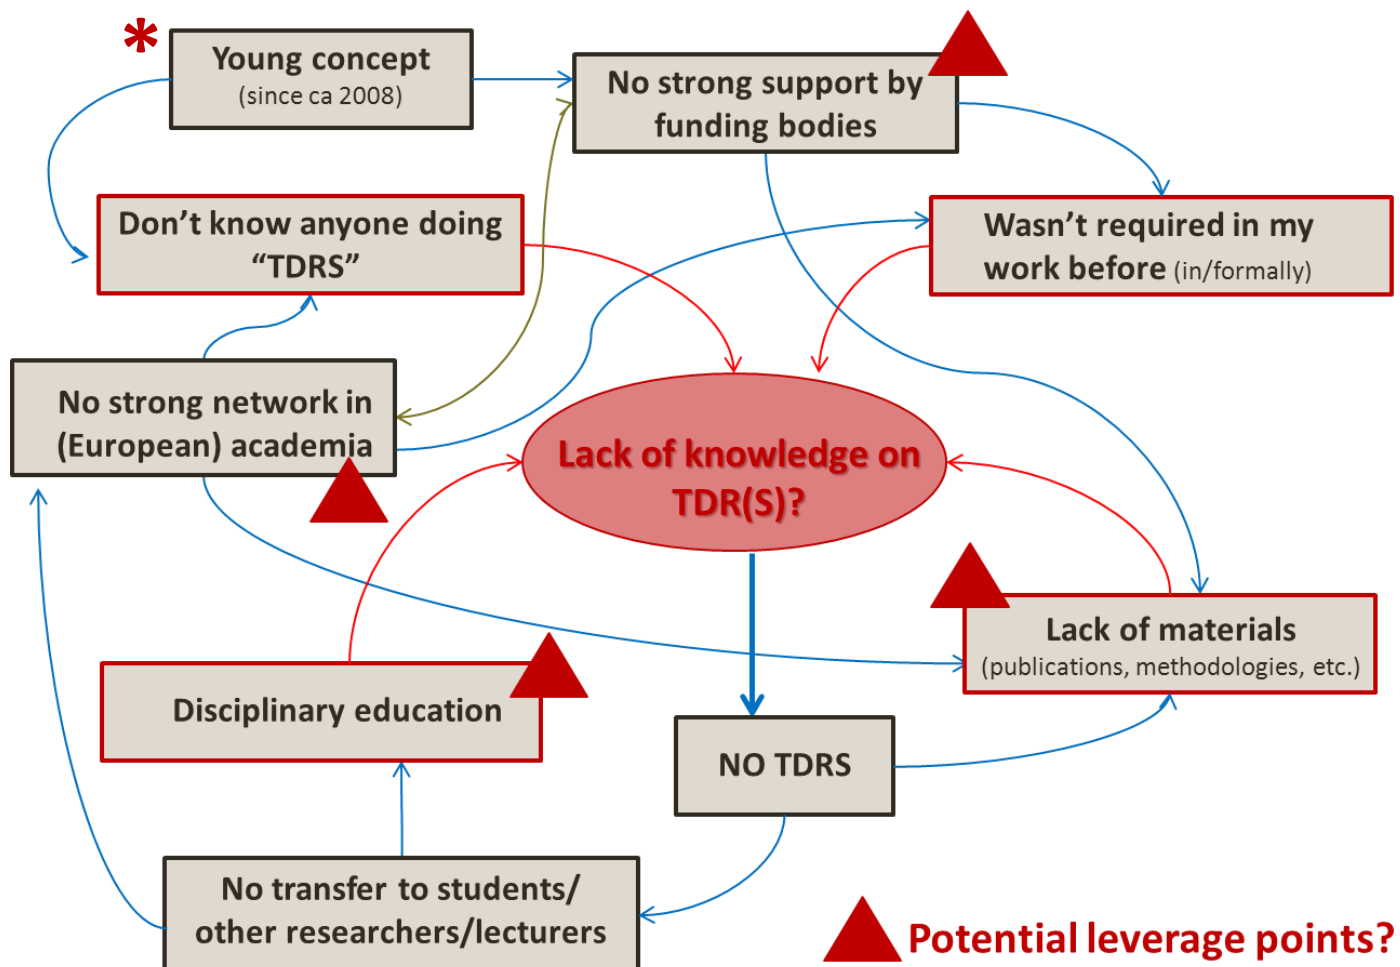 *
Young concept
(since ca 2008)
No strong support by
funding bodies
Don’t know anyone doing
“TDRS”
Wasn’t required in my
work before (in/formally)
No strong network in
(European) academia
Lack of knowledge on
TDR(S)?
Lack of materials
(publications, methodologies, etc.)
Disciplinary education
NO TDRS
No transfer to students/
other researchers/lecturers
Potential leverage points?